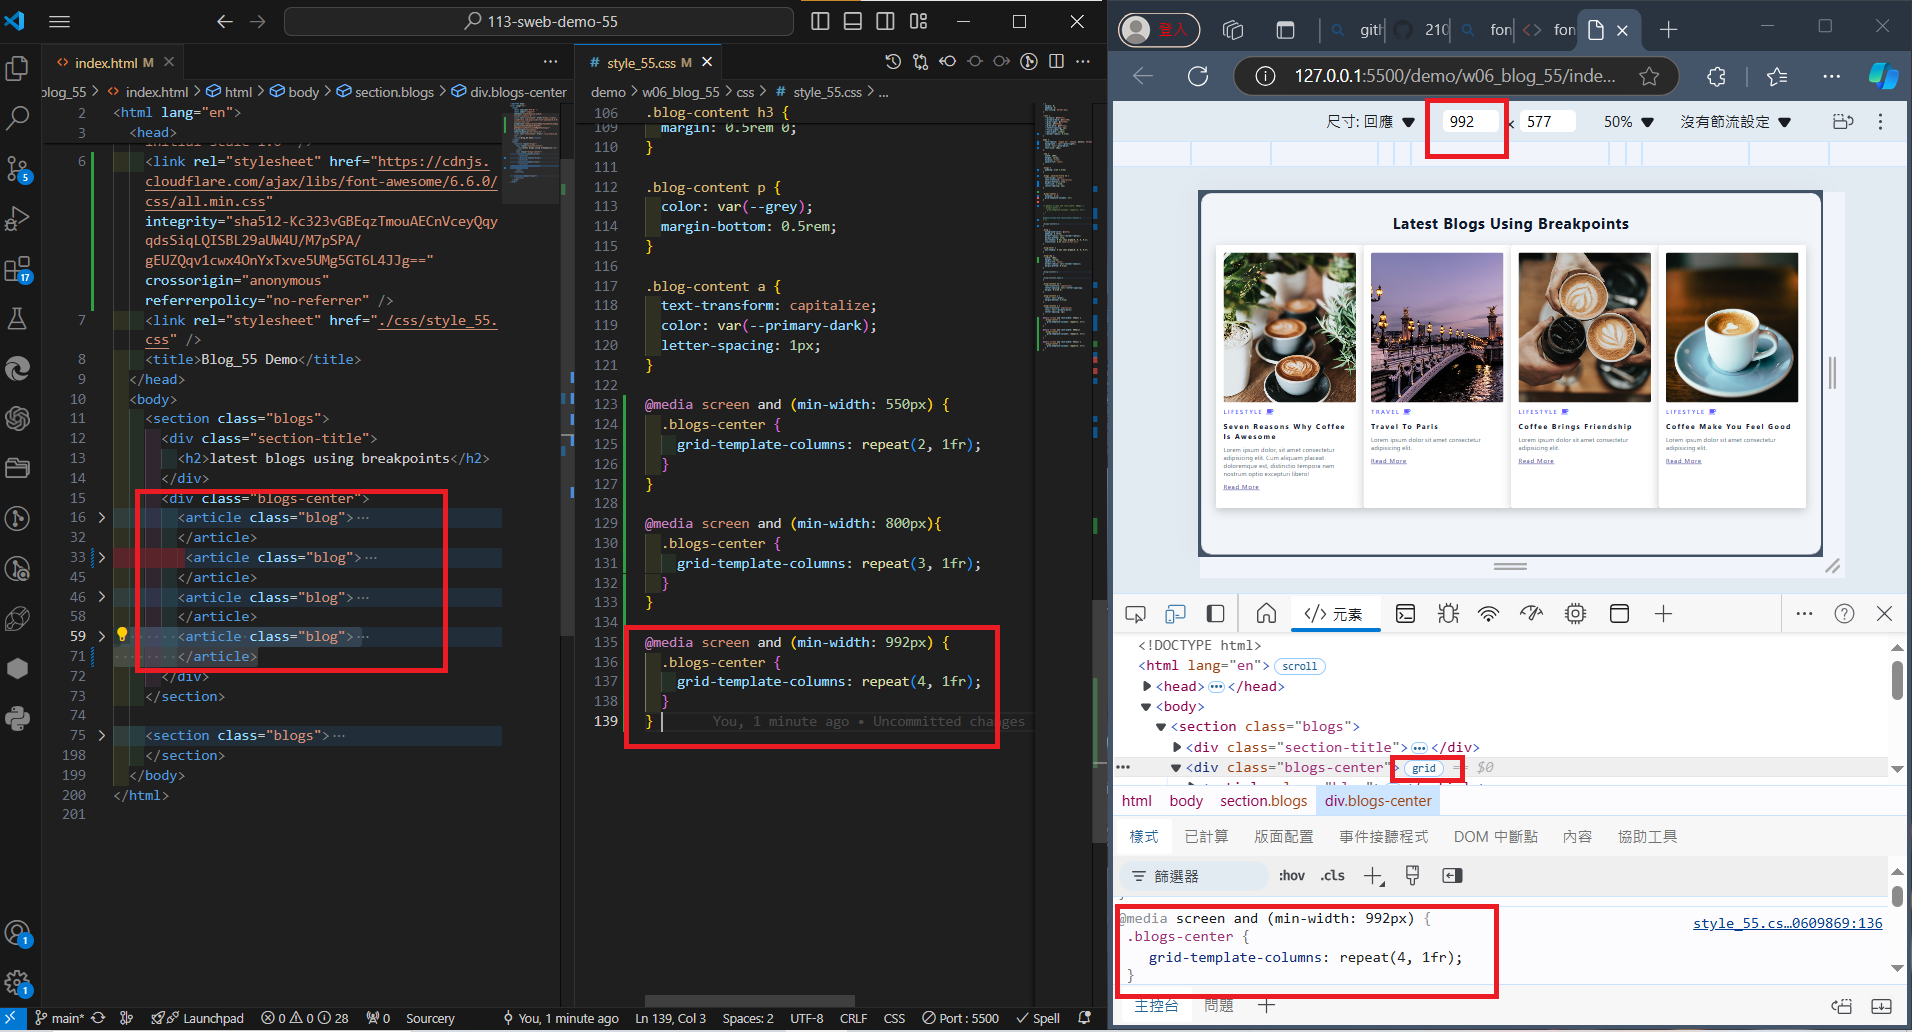 113-sweb-demo-55
index.html M
style_55.css M
blog_55 > index.html > html > body > section.blogs > div.blogs-center
demo > w06_blog_55 > css > # style_55.css > ...
2 <html lang="en">
3 <head>
initial-scale=1.0" />
6 <link rel="stylesheet" href="https://cdnjs.
cloudflare.com/ajax/libs/font-awesome/6.6.0/
css/all.min.css"
integrity="sha512-Kc323vGBEqzTmouAECnVceyQqy
qdsSiqLQISBL29aUW4U/M7pSPA/
gEUZQqv1cwx4OnYxTxve5UMg5GT6L4JJg=="
crossorigin="anonymous"
referrerpolicy="no-referrer" />
7 <link rel="stylesheet" href="./css/style_55.
css" />
8 <title>Blog_55 Demo</title>
9 </head>
10 <body>
11 <section class="blogs">
12 <div class="section-title">
13 <h2>latest blogs using breakpoints</h2>
14 </div>
15 <div class="blogs-center">
16 <article class="blog">···
32 </article>
33 <article class="blog">···
45 </article>
46 <article class="blog">···
58 </article>
59 <article class="blog">···
71 </article>
72 </div>
73 </section>
74
75 <section class="blogs">···
198 </section>
199 </body>
200 </html>
201
106 .blog-content h3 {
109 margin: 0.5rem 0;
110 }
111
112 .blog-content p {
113 color: var(--grey);
114 margin-bottom: 0.5rem;
115 }
116
117 .blog-content a {
118 text-transform: capitalize;
119 color: var(--primary-dark);
120 letter-spacing: 1px;
121 }
122
123 @media screen and (min-width: 550px) {
124 .blogs-center {
125 grid-template-columns: repeat(2, 1fr);
126 }
127 }
128
129 @media screen and (min-width: 800px){
130 .blogs-center {
131 grid-template-columns: repeat(3, 1fr);
132 }
133 }
134
135 @media screen and (min-width: 992px) {
136 .blogs-center {
137 grid-template-columns: repeat(4, 1fr);
138 }
139 } You, 1 minute ago • Uncommitted changes
5
17
1
1
main* Launchpad 0 0 28 0 Sourcery You, 1 minute ago Ln 139, Col 3 Spaces: 2 UTF-8 CRLF CSS Port : 5500 Spell
登入 gith 210 fon fon
127.0.0.1:5500/demo/w06_blog_55/inde...
尺寸: 回應 992 × 577 50% 沒有節流設定
Latest Blogs Using Breakpoints
LIFESTYLE
Seven Reasons Why Coffee
Is Awesome
Lorem ipsum dolor, sit amet consectetur
adipisicing elit. Cum aliquam placeat
doloremque est, distinctio tempora nam
nostrum optio excepturi libero!
Read More
TRAVEL
Travel To Paris
Lorem ipsum dolor sit amet consectetur
adipisicing elit.
Read More
LIFESTYLE
Coffee Brings Friendship
Lorem ipsum dolor sit amet consectetur
adipisicing elit.
Read More
LIFESTYLE
Coffee Make You Feel Good
Lorem ipsum dolor sit amet consectetur
adipisicing elit.
Read More
元素
<!DOCTYPE html>
<html lang="en"> scroll
<head> ··· </head>
<body>
<section class="blogs">
<div class="section-title"> ··· </div>
<div class="blogs-center"> grid == $0
html body section.blogs div.blogs-center
樣式 已計算 版面配置 事件接聽程式 DOM 中斷點 內容 協助工具
篩選器 :hov .cls
@media screen and (min-width: 992px) {
style_55.cs…0609869:136
.blogs-center {
grid-template-columns: repeat(4, 1fr);
}
主控台 問題